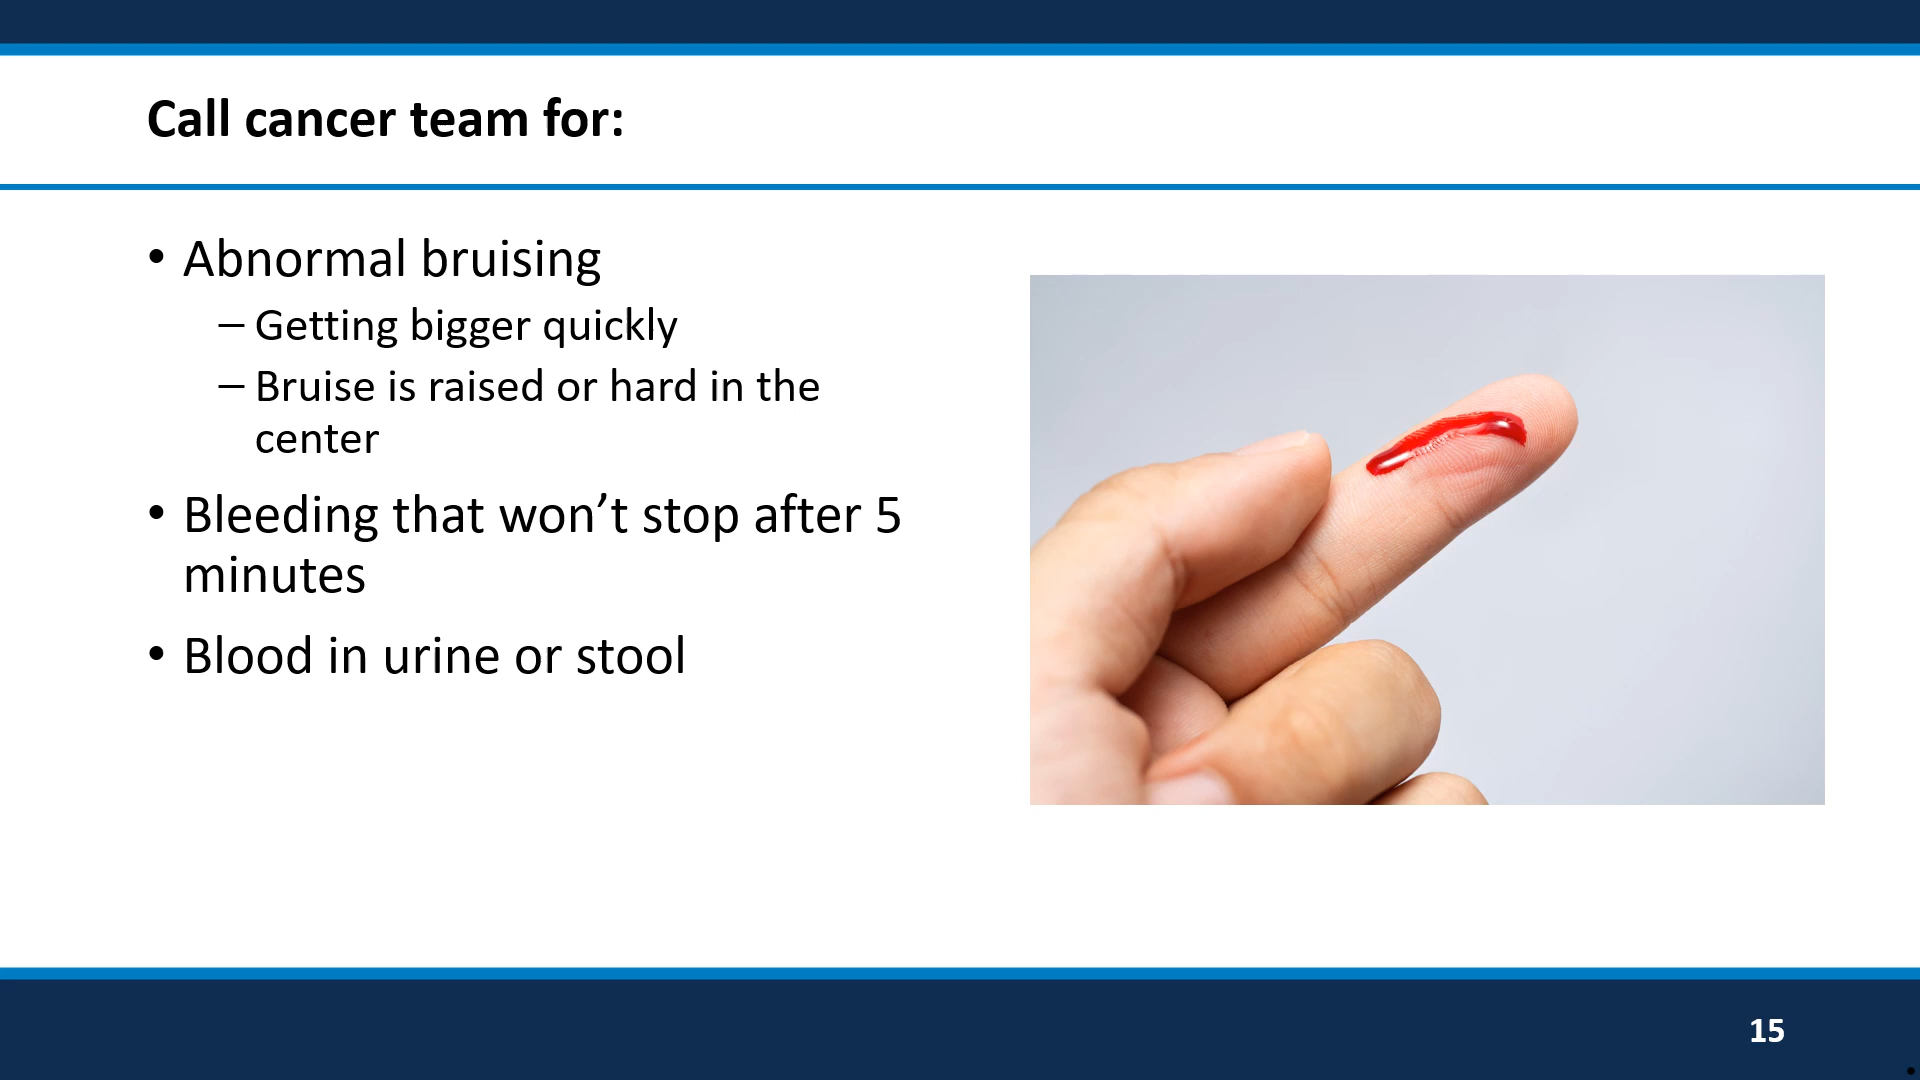 Call cancer team for:
• Abnormal bruising
– Getting bigger quickly
– Bruise is raised or hard in the
center
• Bleeding that won’t stop after 5
minutes
• Blood in urine or stool
15